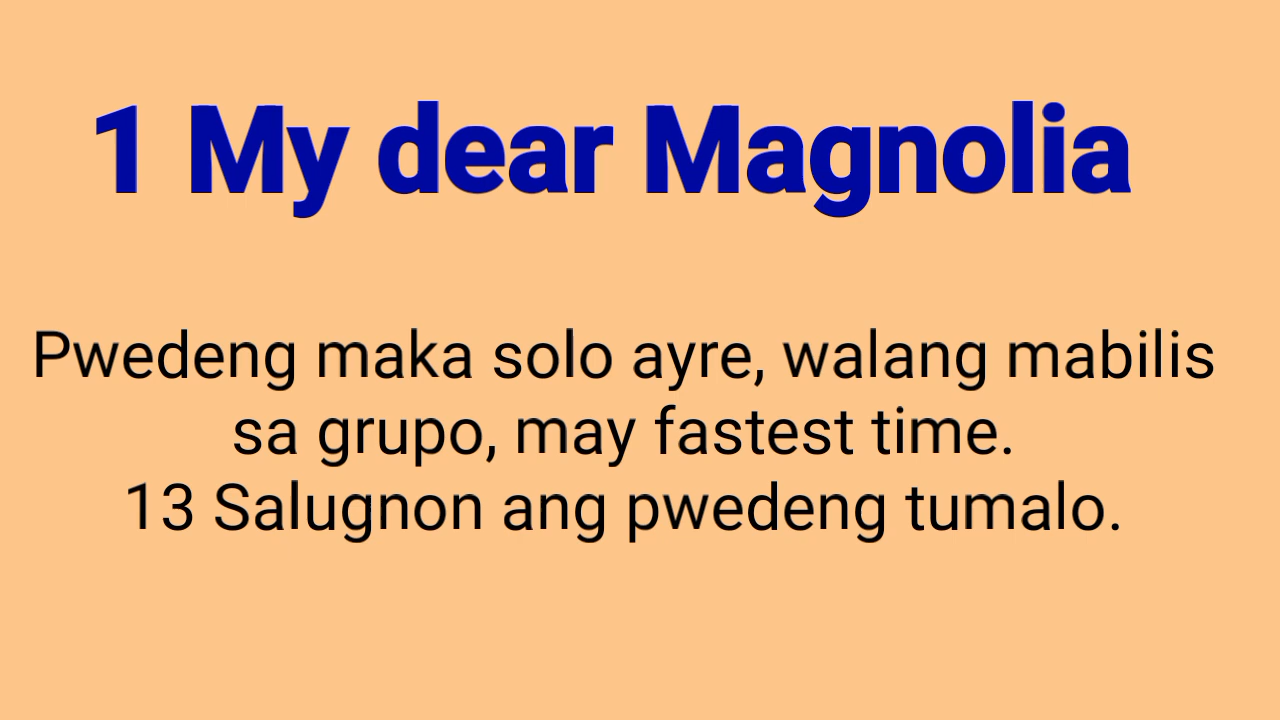 1 My dear Magnolia
Pwedeng maka solo ayre, walang mabilis
sa grupo, may fastest time.
13 Salugnon ang pwedeng tumalo.